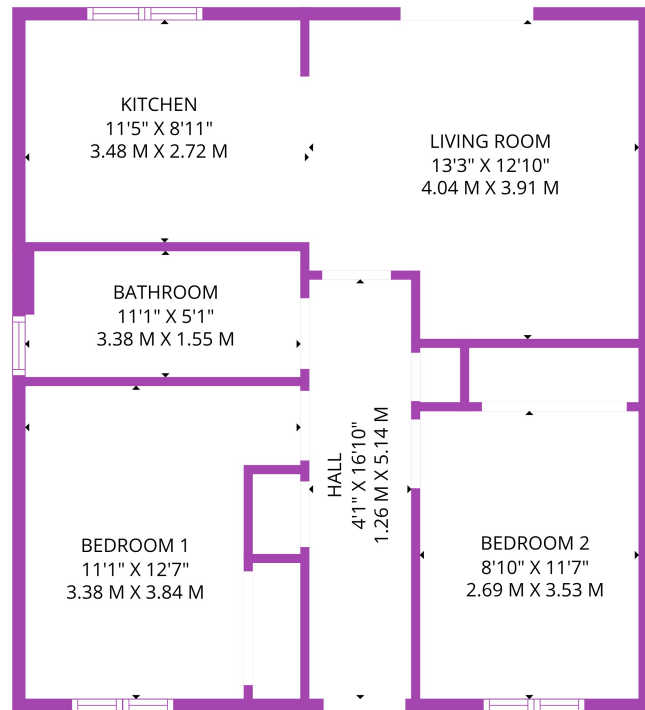 KITCHEN
11'5" X 8'11"
3.48 M X 2.72 M
LIVING ROOM
13'3" X 12'10"
4.04 M X 3.91 M
BATHROOM
11'1" X 5'1"
3.38 M X 1.55 M
HALL
4'1" X 16'10"
1.26 M X 5.14 M
BEDROOM 1
11'1" X 12'7"
3.38 M X 3.84 M
BEDROOM 2
8'10" X 11'7"
2.69 M X 3.53 M